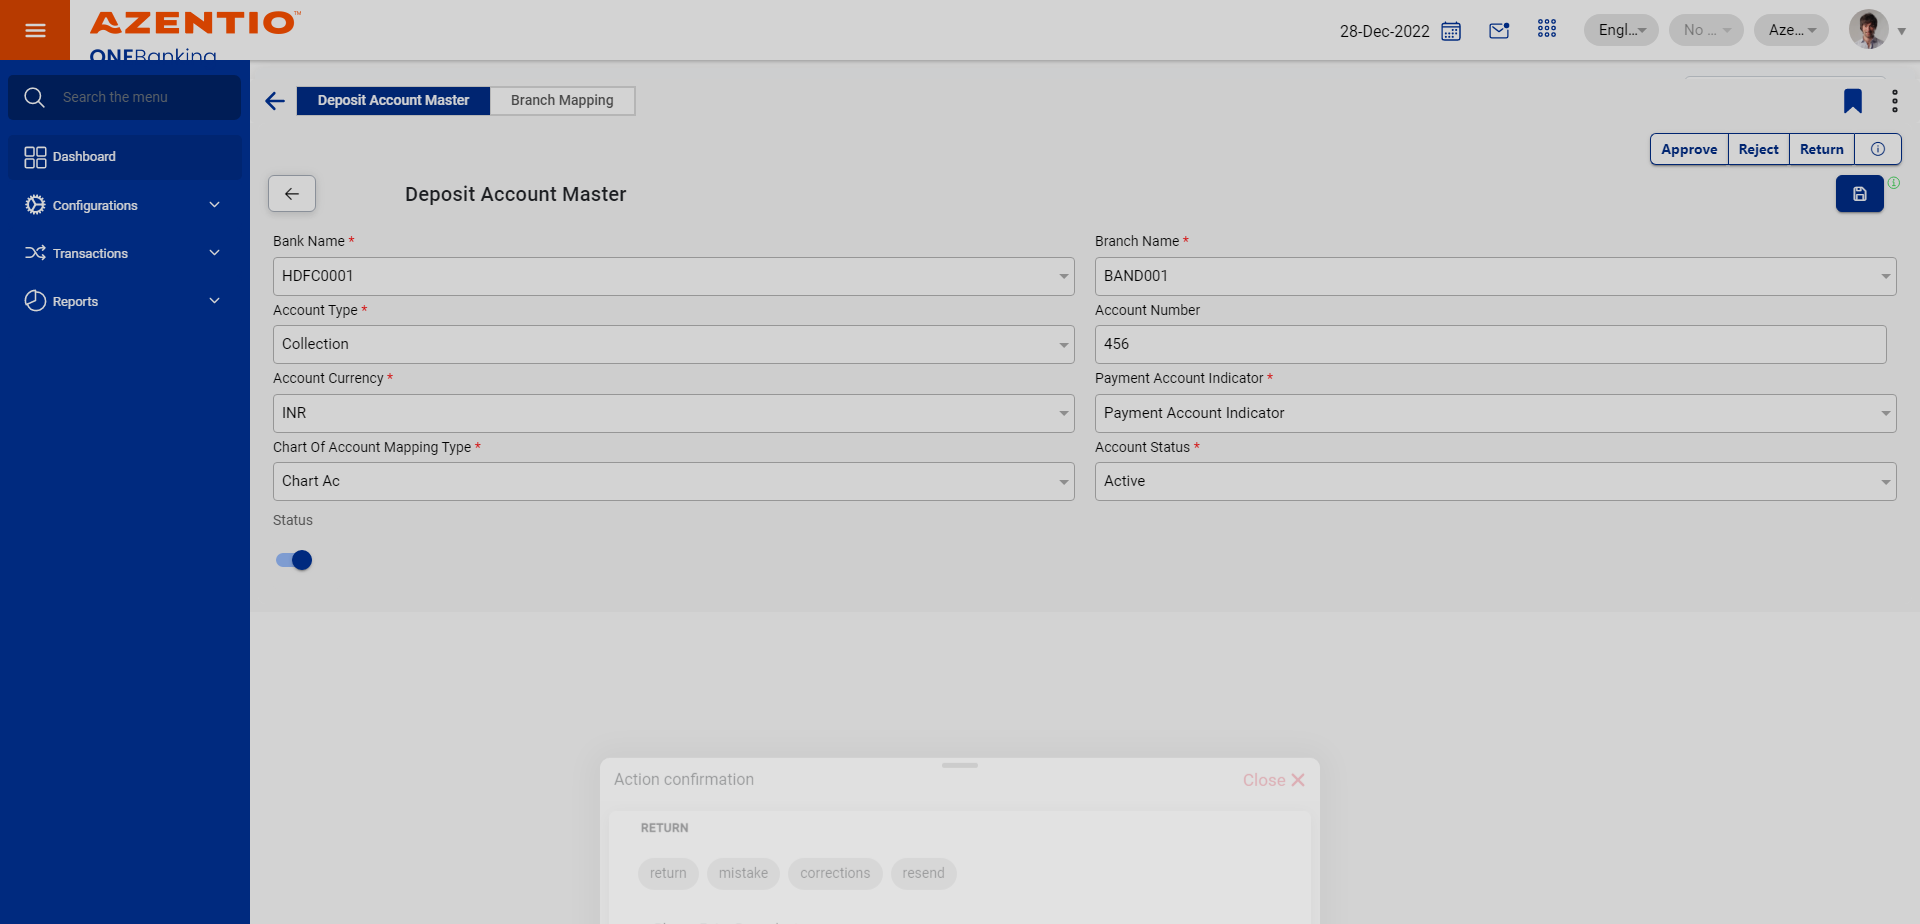 AZENTIO™
ONEBanking
28-Dec-2022
Engl...
No ...
Aze...
Search the menu
Dashboard
Configurations
Transactions
Reports
Deposit Account Master
Branch Mapping
Approve
Reject
Return
Deposit Account Master
Bank Name *
HDFC0001
Branch Name *
BAND001
Account Type *
Collection
Account Number
456
Account Currency *
INR
Payment Account Indicator *
Payment Account Indicator
Chart Of Account Mapping Type *
Chart Ac
Account Status *
Active
Status
Action confirmation
Close
RETURN
return
mistake
corrections
resend